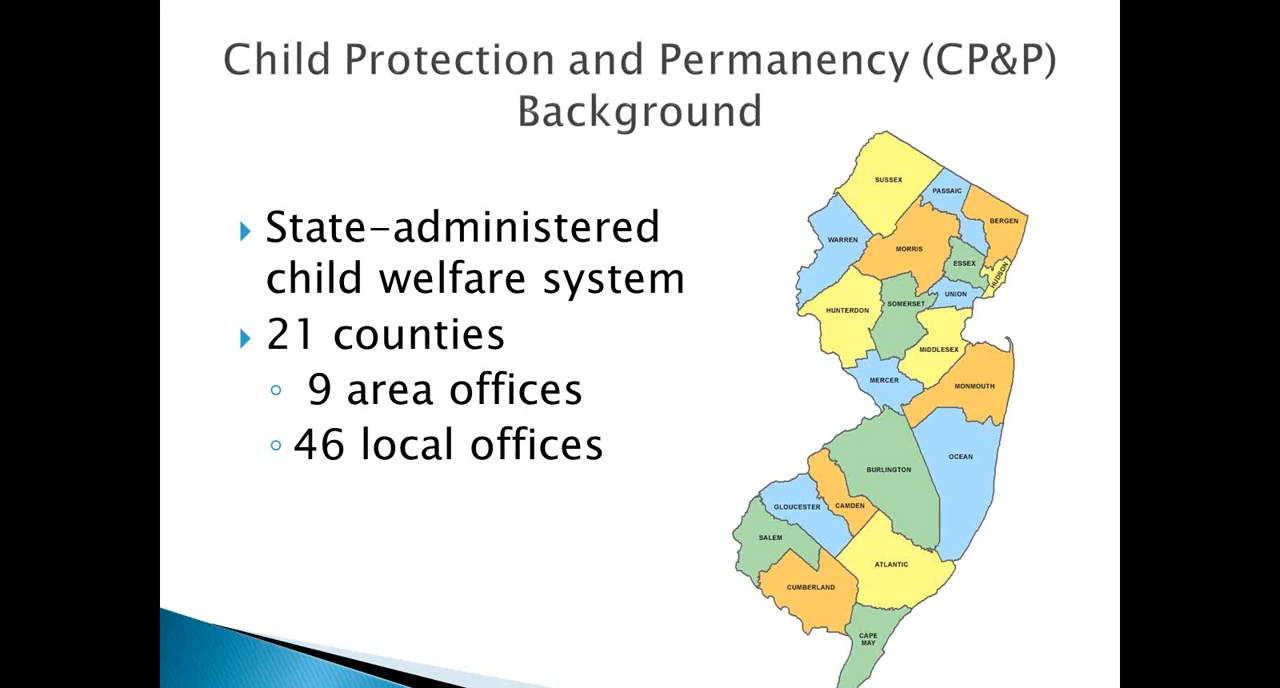 Child Protection and Permanency (CP&P)
Background
State-administered
child welfare system
21 counties
9 area offices
46 local offices
SUSSEX
PASSAIC
BERGEN
WARREN
MORRIS
ESSEX
HUDSON
UNION
SOMERSET
HUNTERDON
MIDDLESEX
MERCER
MONMOUTH
OCEAN
BURLINGTON
CAMDEN
GLOUCESTER
SALEM
ATLANTIC
CUMBERLAND
CAPE
MAY